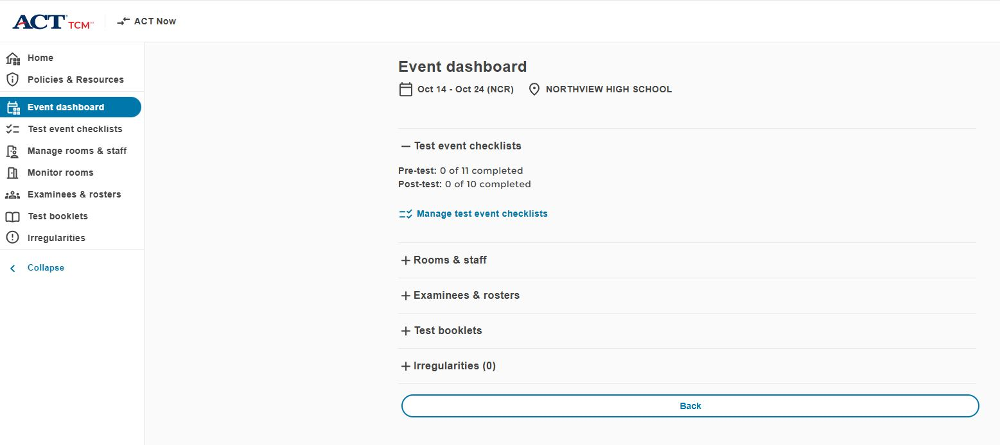 ACT® TCM™
ACT Now
Home
Policies & Resources
Event dashboard
Test event checklists
Manage rooms & staff
Monitor rooms
Examinees & rosters
Test booklets
Irregularities
Collapse
Event dashboard
Oct 14 - Oct 24 (NCR) NORTHVIEW HIGH SCHOOL
Test event checklists
Pre-test: 0 of 11 completed
Post-test: 0 of 10 completed
Manage test event checklists
Rooms & staff
Examinees & rosters
Test booklets
Irregularities (0)
Back